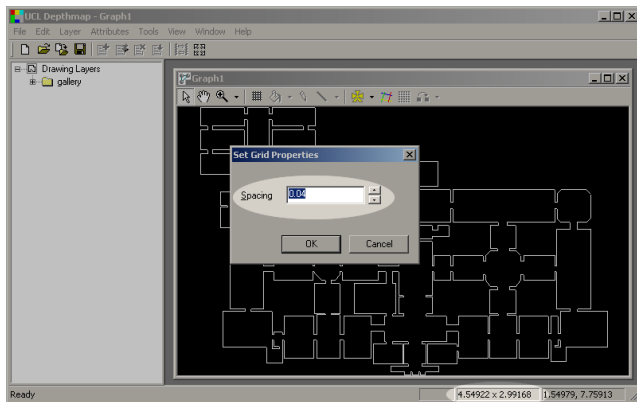 UCL Depthmap - Graph1
File Edit Layer Attributes Tools View Window Help
Drawing Layers
gallery
Graph1
Set Grid Properties
Spacing 0.04
OK Cancel
Ready 4.54922 x 2.99168 1.54979, 7.75913